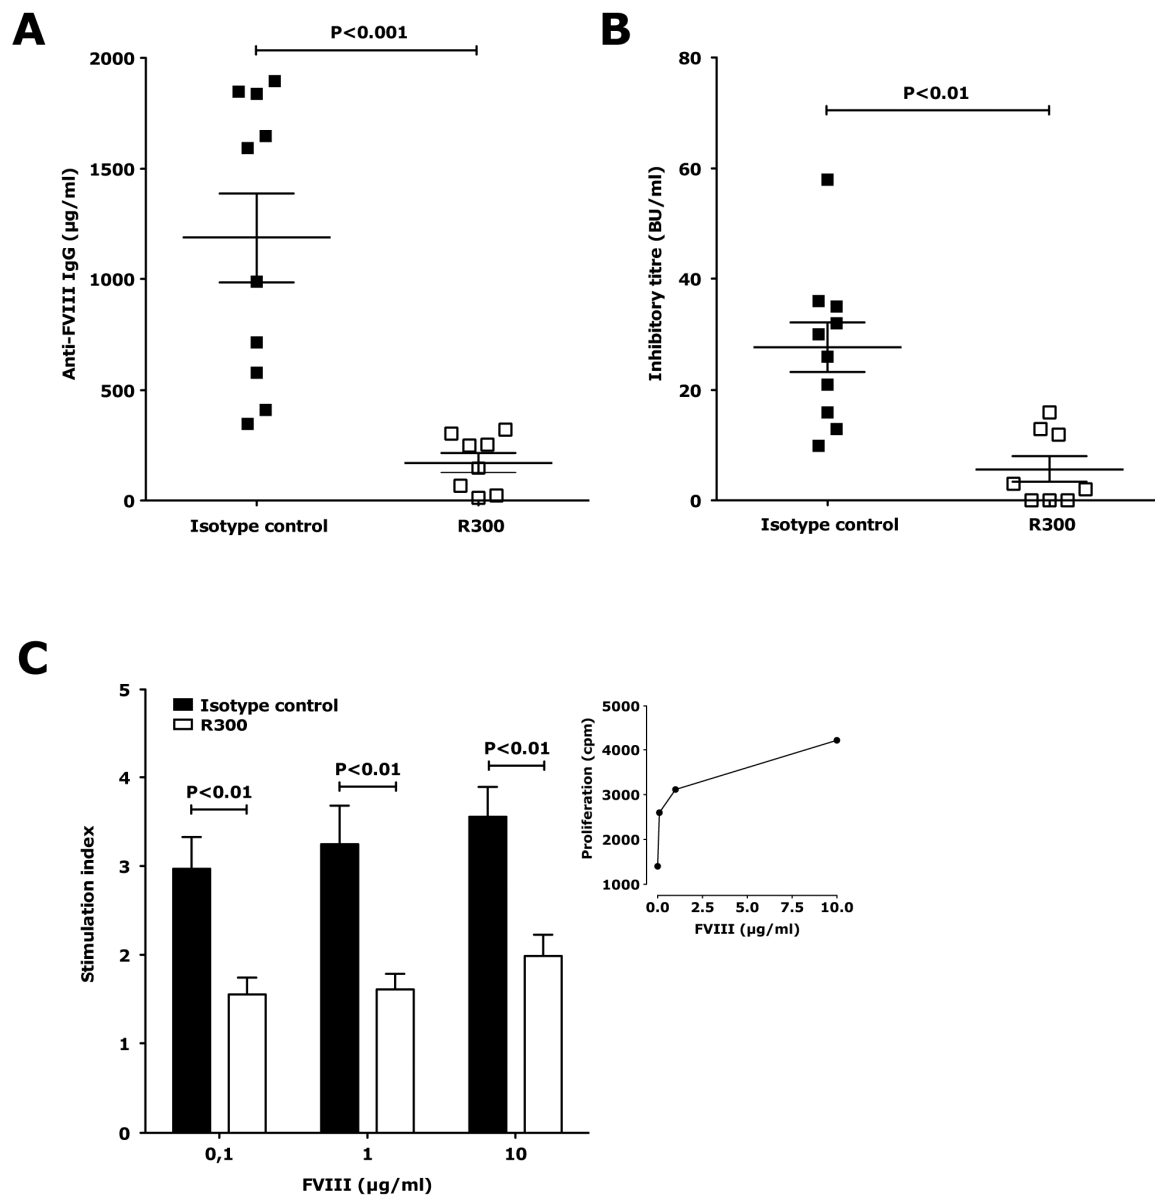 A
P<0.001
Anti-FVIII IgG (µg/ml)
2000
1500
1000
500
0
Isotype control
R300
B
P<0.01
Inhibitory titre (BU/ml)
80
60
40
20
0
Isotype control
R300
C
Stimulation index
5
4
3
2
1
0
Isotype control
R300
P<0.01
P<0.01
P<0.01
0,1
1
10
FVIII (µg/ml)
Proliferation (cpm)
5000
4000
3000
2000
1000
0.0 2.5 5.0 7.5 10.0
FVIII (µg/ml)